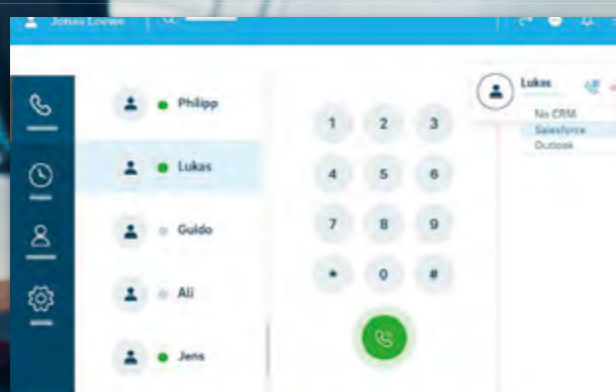 Jonas Loewe
Philipp
Lukas
Guido
Ali
Jens
1 2 3
4 5 6
7 8 9
* 0 #
Lukas
No CRM
Salesforce
Outlook